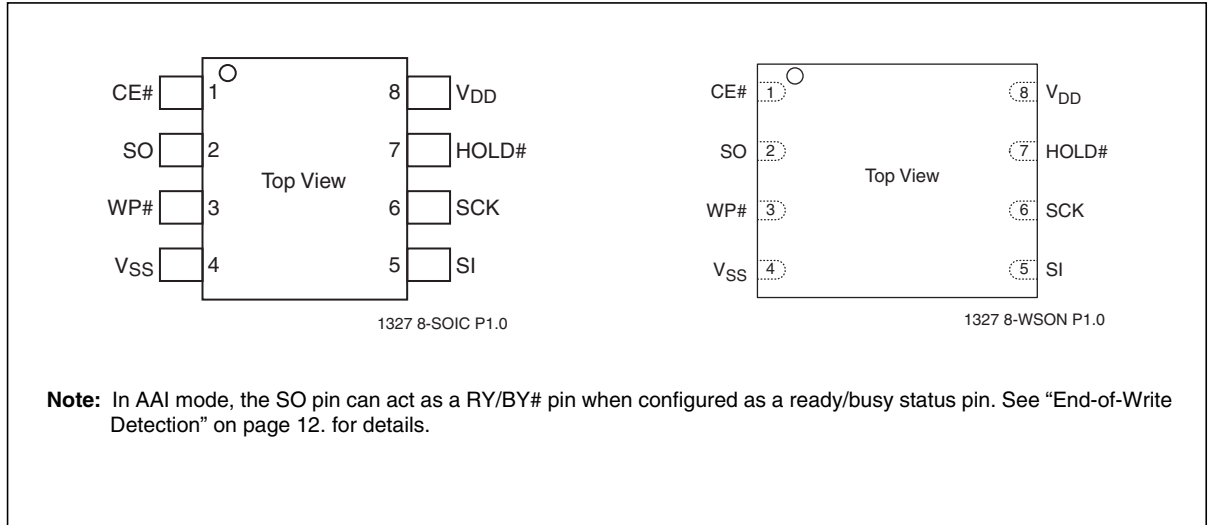 CE# 1 8 VDD
SO 2 7 HOLD#
Top View
WP# 3 6 SCK
VSS 4 5 SI
1327 8-SOIC P1.0
CE# 1 8 VDD
SO 2 7 HOLD#
Top View
WP# 3 6 SCK
VSS 4 5 SI
1327 8-WSON P1.0
Note: In AAI mode, the SO pin can act as a RY/BY# pin when configured as a ready/busy status pin. See “End-of-Write
Detection” on page 12. for details.